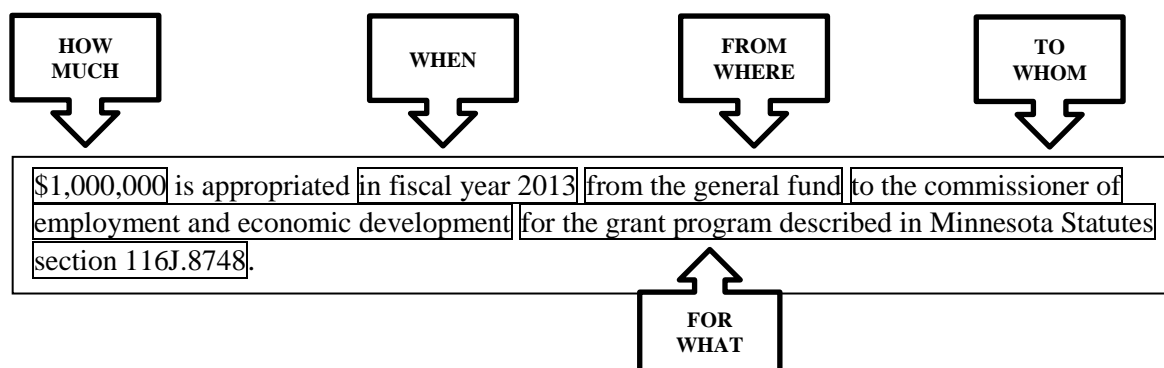 HOW
MUCH
WHEN
FROM
WHERE
TO
WHOM
$1,000,000 is appropriated in fiscal year 2013 from the general fund to the commissioner of
employment and economic development for the grant program described in Minnesota Statutes
section 116J.8748.
FOR
WHAT